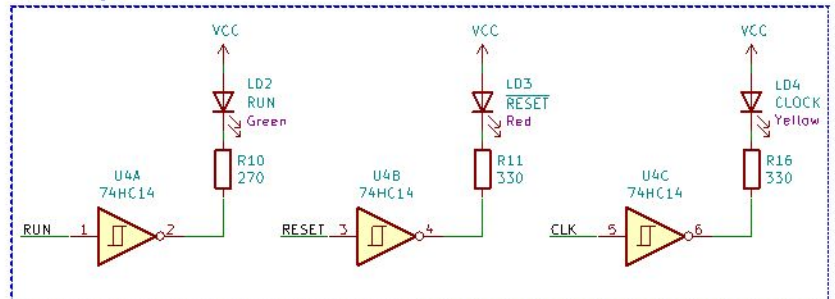 VCC
LD2
RUN
Green
R10
270
U4A
74HC14
RUN 1 2
VCC
LD3
RESET
Red
R11
330
U4B
74HC14
RESET 3 4
VCC
LD4
CLOCK
Yellow
R16
330
U4C
74HC14
CLK 5 6